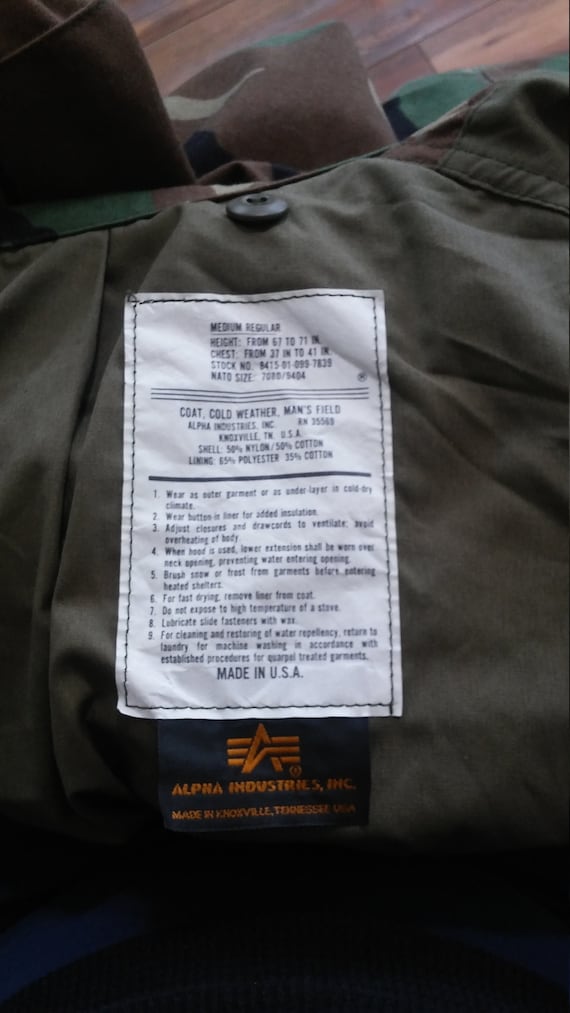 MEDIUM REGULAR
HEIGHT: FROM 67 TO 71 IN.
CHEST: FROM 37 IN TO 41 IN.
STOCK NO. 8415-01-099-7839
NATO SIZE: 7080/9404
®
COAT, COLD WEATHER, MAN'S FIELD
ALPHA INDUSTRIES, INC. RN 35569
KNOXVILLE, TN. U.S.A.
SHELL: 50% NYLON/50% COTTON
LINING: 65% POLYESTER 35% COTTON
1. Wear as outer garment or as under-layer in cold-dry
climate.
2. Wear button-in liner for added insulation.
3. Adjust closures and drawcords to ventilate; avoid
overheating of body.
4. When hood is used, lower extension shall be worn over
neck opening, preventing water entering opening.
5. Brush snow or frost from garments before entering
heated shelters.
6. For fast drying, remove liner from coat.
7. Do not expose to high temperature of a stove.
8. Lubricate slide fasteners with wax.
9. For cleaning and restoring of water repellency, return to
laundry for machine washing in accordance with
established procedures for quarpel treated garments.
MADE IN U.S.A.
ALPHA INDUSTRIES, INC.
MADE IN KNOXVILLE, TENNESSEE USA